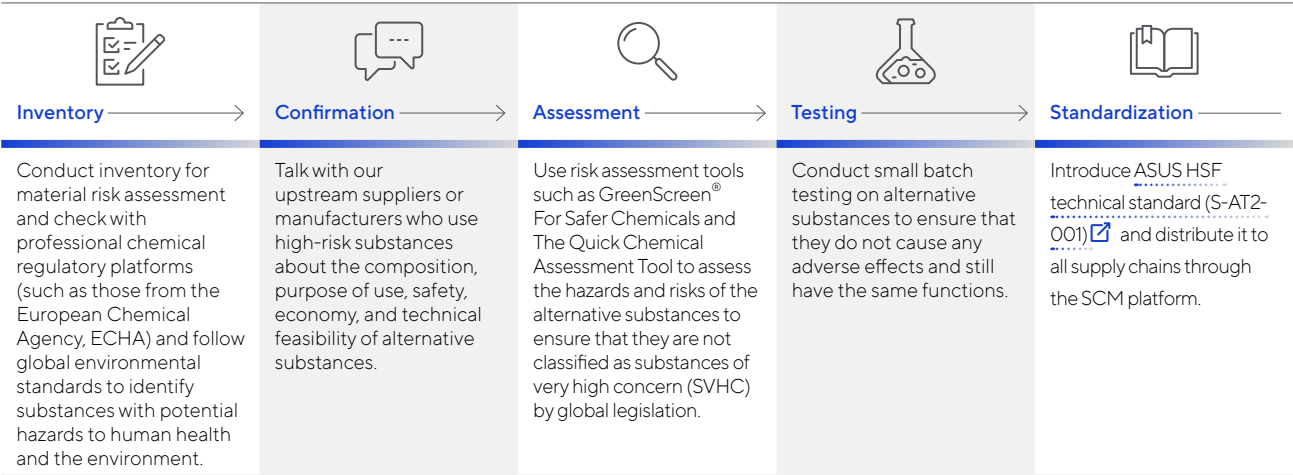 Inventory
Conduct inventory for
material risk assessment
and check with
professional chemical
regulatory platforms
(such as those from the
European Chemical
Agency, ECHA) and follow
global environmental
standards to identify
substances with potential
hazards to human health
and the environment.
Confirmation
Talk with our
upstream suppliers or
manufacturers who use
high-risk substances
about the composition,
purpose of use, safety,
economy, and technical
feasibility of alternative
substances.
Assessment
Use risk assessment tools
such as GreenScreen®
For Safer Chemicals and
The Quick Chemical
Assessment Tool to assess
the hazards and risks of the
alternative substances to
ensure that they are not
classified as substances of
very high concern (SVHC)
by global legislation.
Testing
Conduct small batch
testing on alternative
substances to ensure that
they do not cause any
adverse effects and still
have the same functions.
Standardization
Introduce ASUS HSF
technical standard (S-AT2-
001) and distribute it to
all supply chains through
the SCM platform.